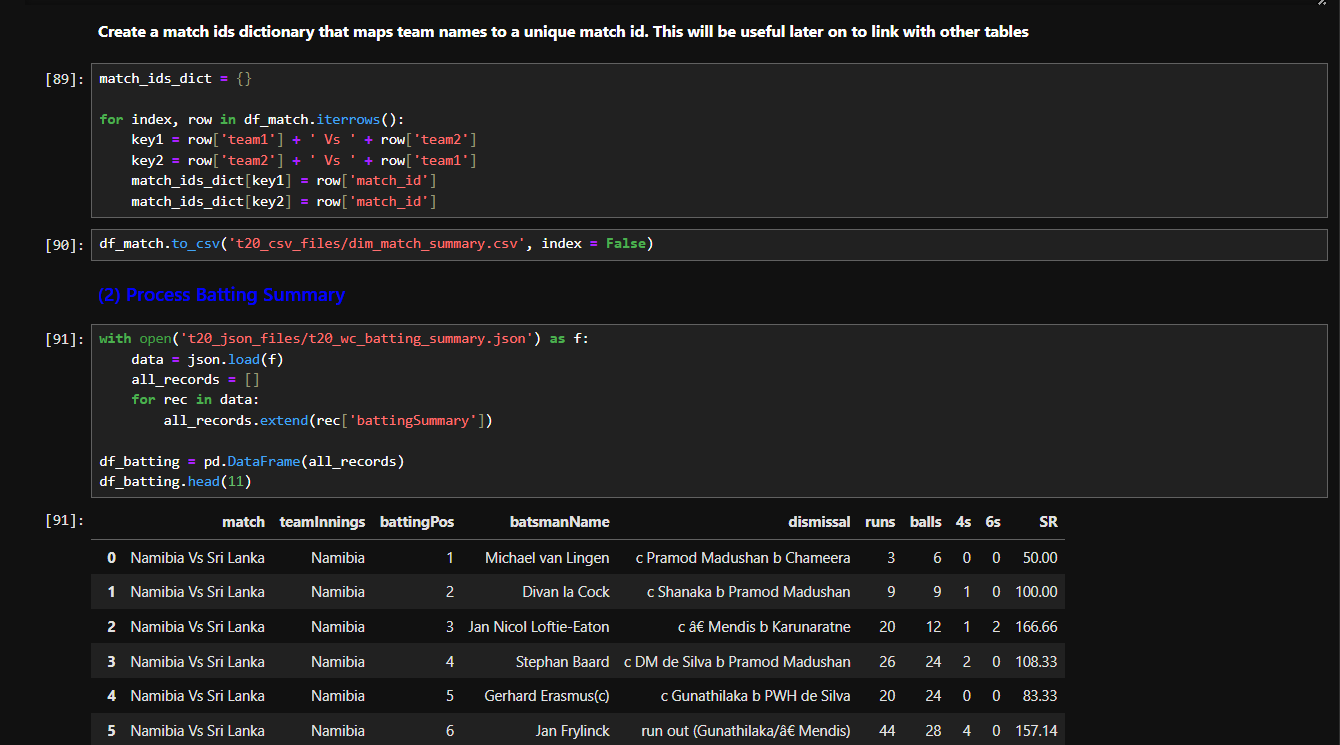 Create a match ids dictionary that maps team names to a unique match id. This will be useful later on to link with other tables
[89]:
match_ids_dict = {}
for index, row in df_match.iterrows():
    key1 = row['team1'] + ' Vs ' + row['team2']
    key2 = row['team2'] + ' Vs ' + row['team1']
    match_ids_dict[key1] = row['match_id']
    match_ids_dict[key2] = row['match_id']
[90]:
df_match.to_csv('t20_csv_files/dim_match_summary.csv', index = False)
(2) Process Batting Summary
[91]:
with open('t20_json_files/t20_wc_batting_summary.json') as f:
    data = json.load(f)
    all_records = []
    for rec in data:
        all_records.extend(rec['battingSummary'])
df_batting = pd.DataFrame(all_records)
df_batting.head(11)
[91]:
match teamInnings battingPos batsmanName dismissal runs balls 4s 6s SR
0 Namibia Vs Sri Lanka Namibia 1 Michael van Lingen c Pramod Madushan b Chameera 3 6 0 0 50.00
1 Namibia Vs Sri Lanka Namibia 2 Divan la Cock c Shanaka b Pramod Madushan 9 9 1 0 100.00
2 Namibia Vs Sri Lanka Namibia 3 Jan Nicol Loftie-Eaton c â€ Mendis b Karunaratne 20 12 1 2 166.66
3 Namibia Vs Sri Lanka Namibia 4 Stephan Baard c DM de Silva b Pramod Madushan 26 24 2 0 108.33
4 Namibia Vs Sri Lanka Namibia 5 Gerhard Erasmus(c) c Gunathilaka b PWH de Silva 20 24 0 0 83.33
5 Namibia Vs Sri Lanka Namibia 6 Jan Frylinck run out (Gunathilaka/â€ Mendis) 44 28 4 0 157.14